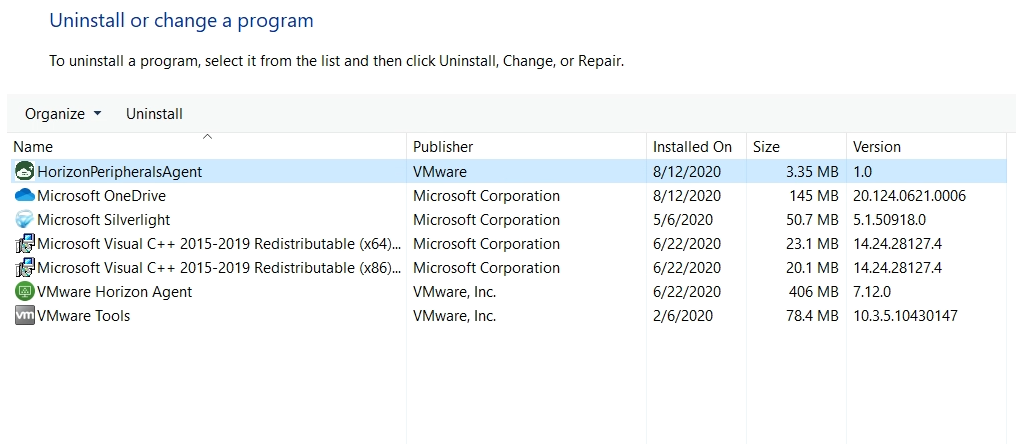 Uninstall or change a program
To uninstall a program, select it from the list and then click Uninstall, Change, or Repair.
Organize Uninstall
Name Publisher Installed On Size Version
HorizonPeripheralsAgent VMware 8/12/2020 3.35 MB 1.0
Microsoft OneDrive Microsoft Corporation 8/12/2020 145 MB 20.124.0621.0006
Microsoft Silverlight Microsoft Corporation 5/6/2020 50.7 MB 5.1.50918.0
Microsoft Visual C++ 2015-2019 Redistributable (x64)... Microsoft Corporation 6/22/2020 23.1 MB 14.24.28127.4
Microsoft Visual C++ 2015-2019 Redistributable (x86)... Microsoft Corporation 6/22/2020 20.1 MB 14.24.28127.4
VMware Horizon Agent VMware, Inc. 6/22/2020 406 MB 7.12.0
vm VMware Tools VMware, Inc. 2/6/2020 78.4 MB 10.3.5.10430147